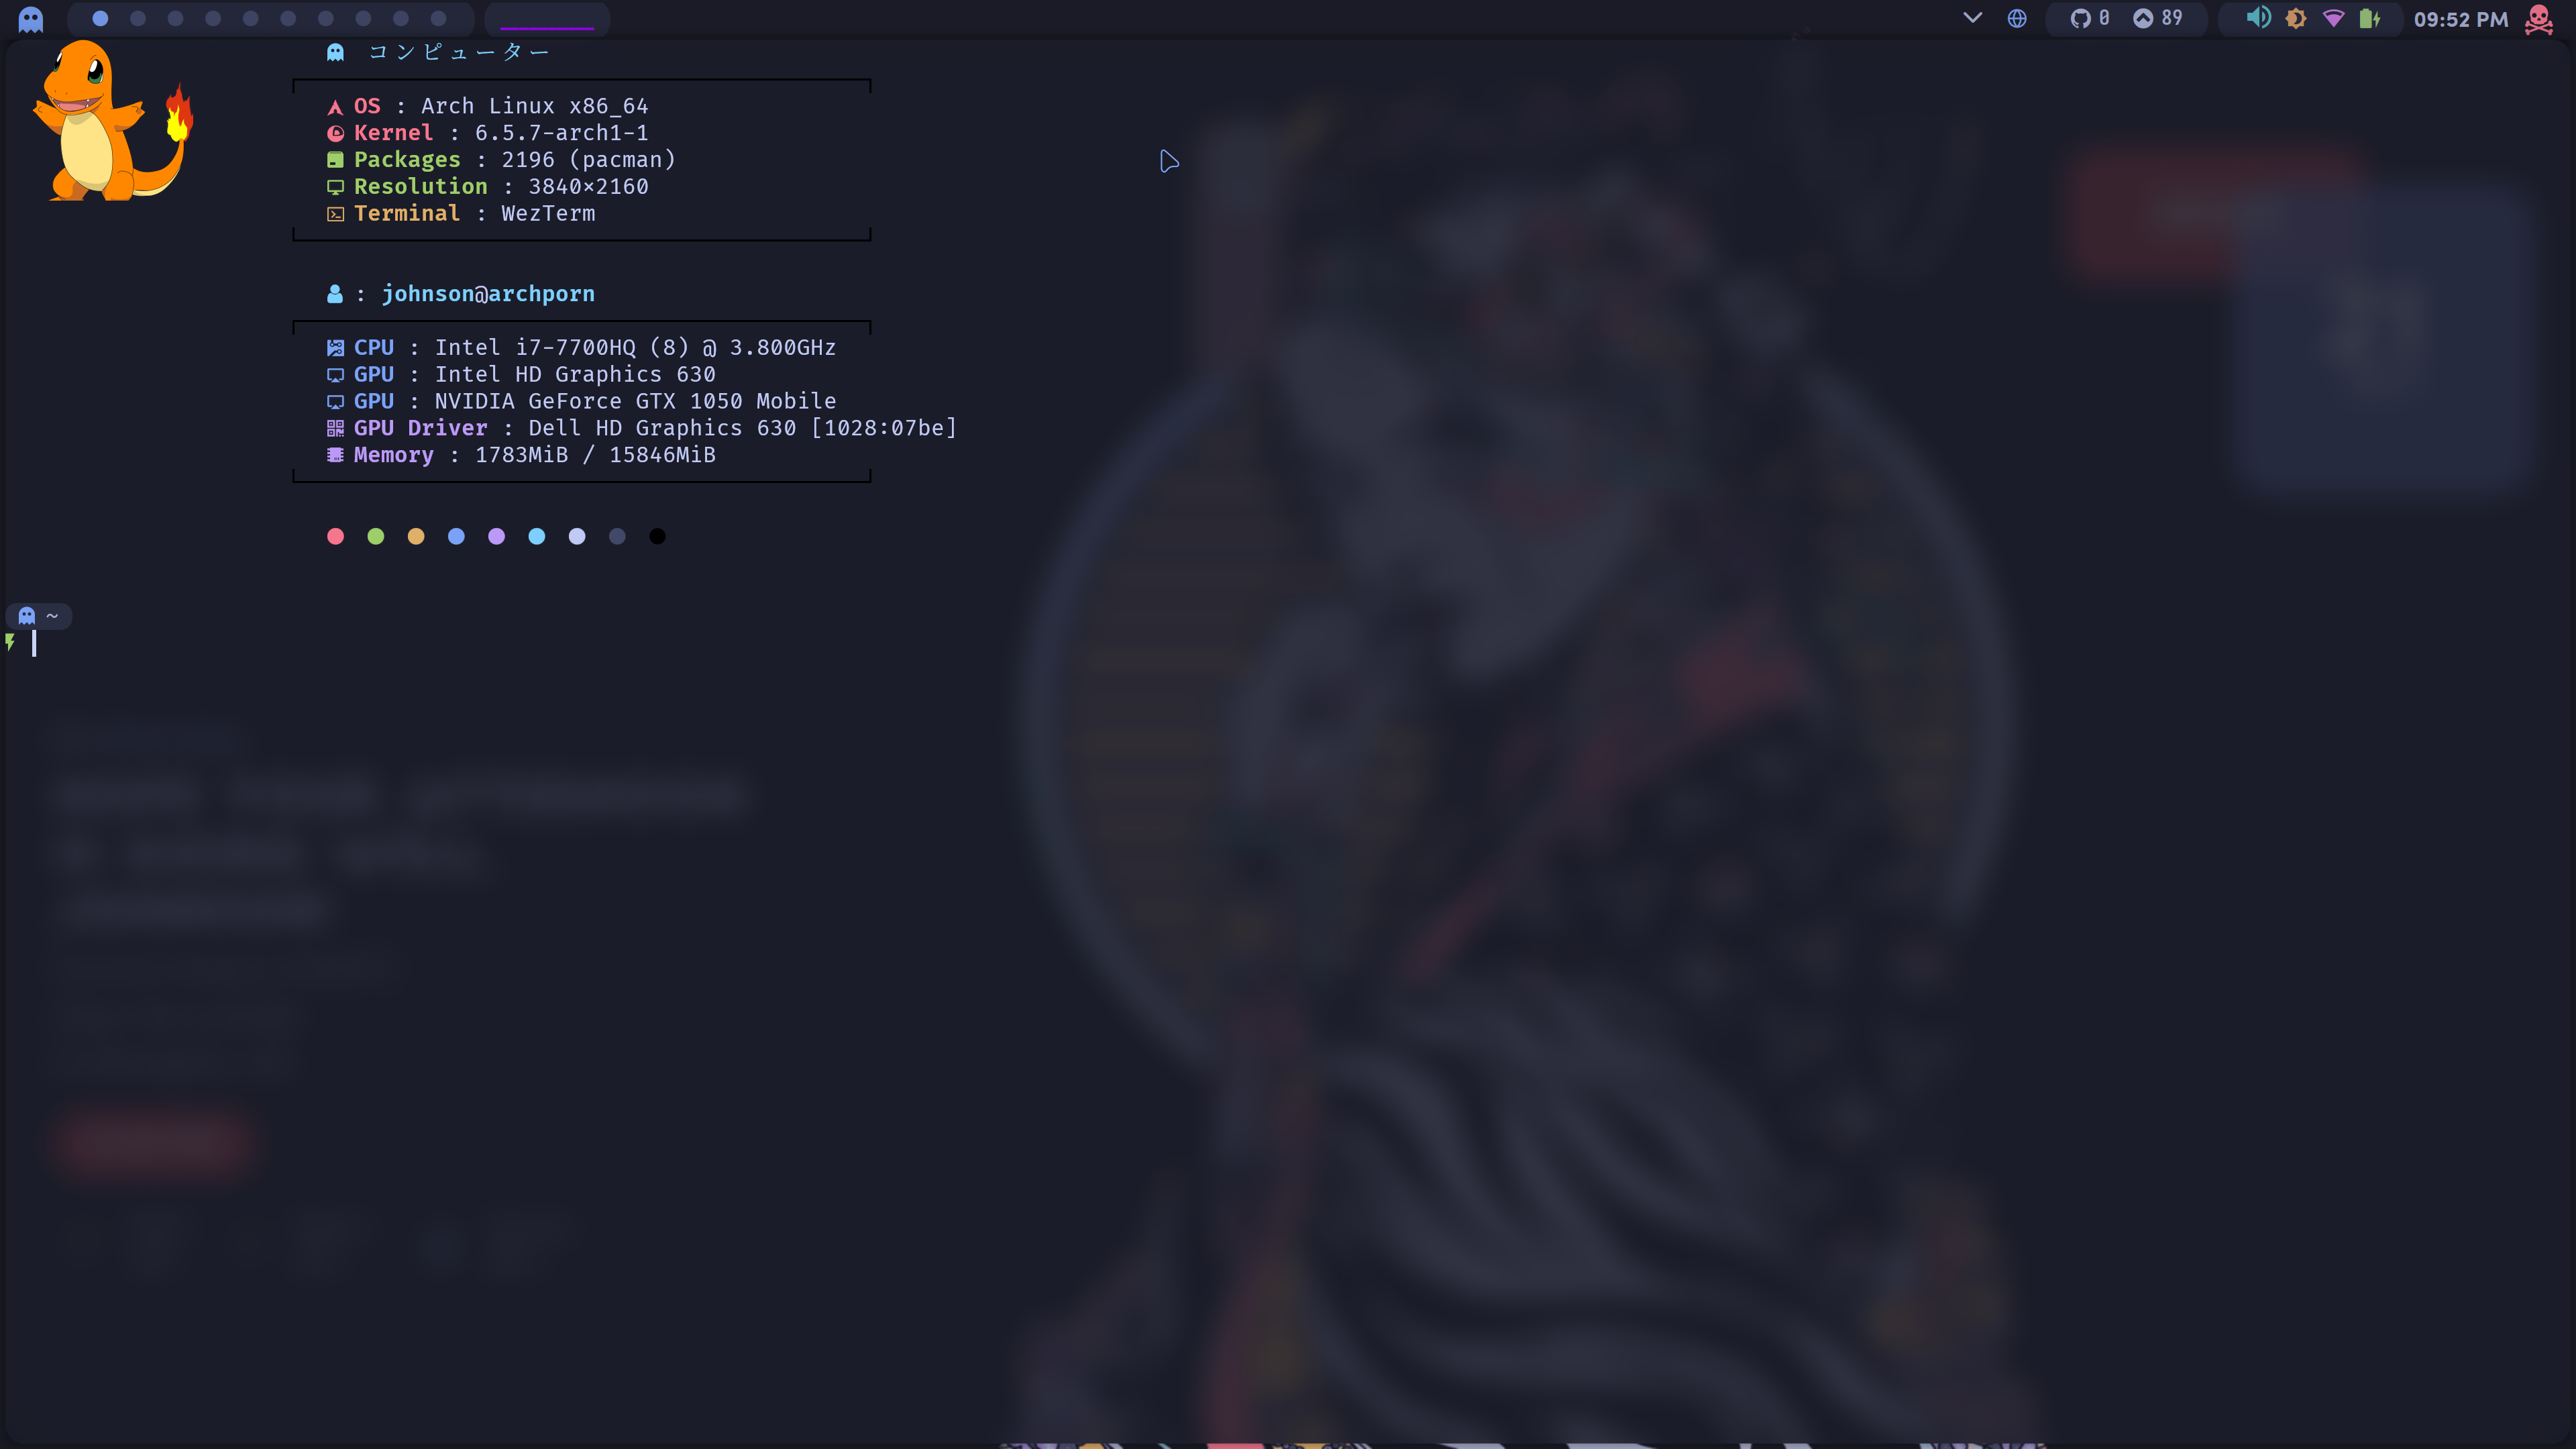 0 89 09:52 PM
コンピューター
OS : Arch Linux x86_64
Kernel : 6.5.7-arch1-1
Packages : 2196 (pacman)
Resolution : 3840×2160
Terminal : WezTerm
: johnson@archporn
CPU : Intel i7-7700HQ (8) @ 3.800GHz
GPU : Intel HD Graphics 630
GPU : NVIDIA GeForce GTX 1050 Mobile
GPU Driver : Dell HD Graphics 630 [1028:07be]
Memory : 1783MiB / 15846MiB
~